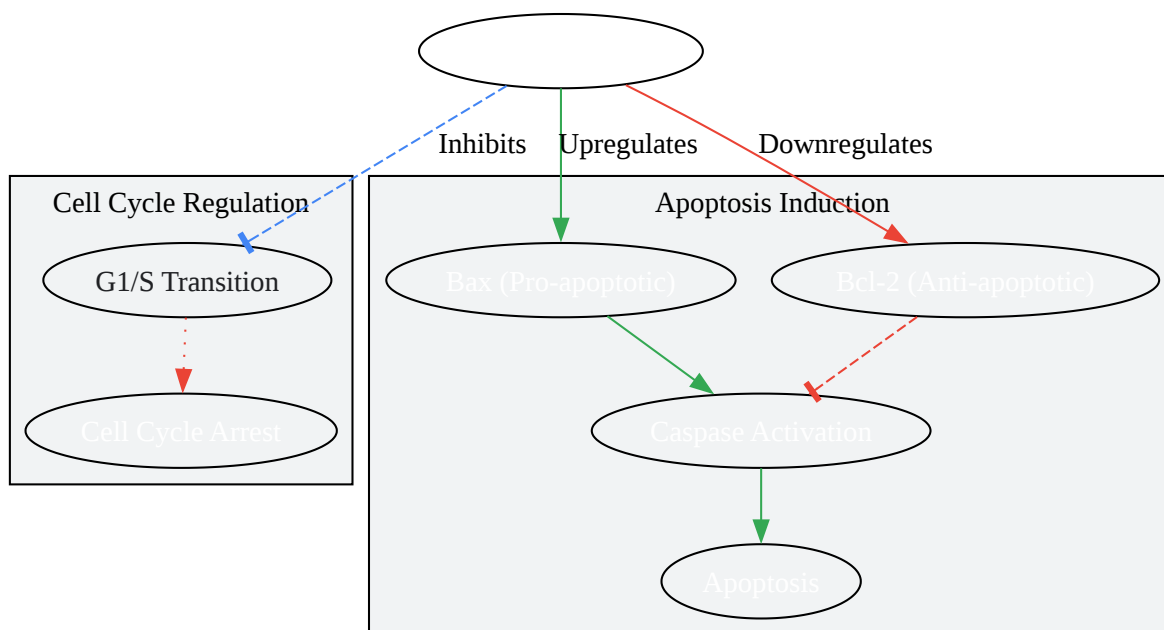 Inhibits
Upregulates
Downregulates
Cell Cycle Regulation
Apoptosis Induction
G1/S Transition
Bax (Pro-apoptotic)
Bcl-2 (Anti-apoptotic)
Cell Cycle Arrest
Caspase Activation
Apoptosis